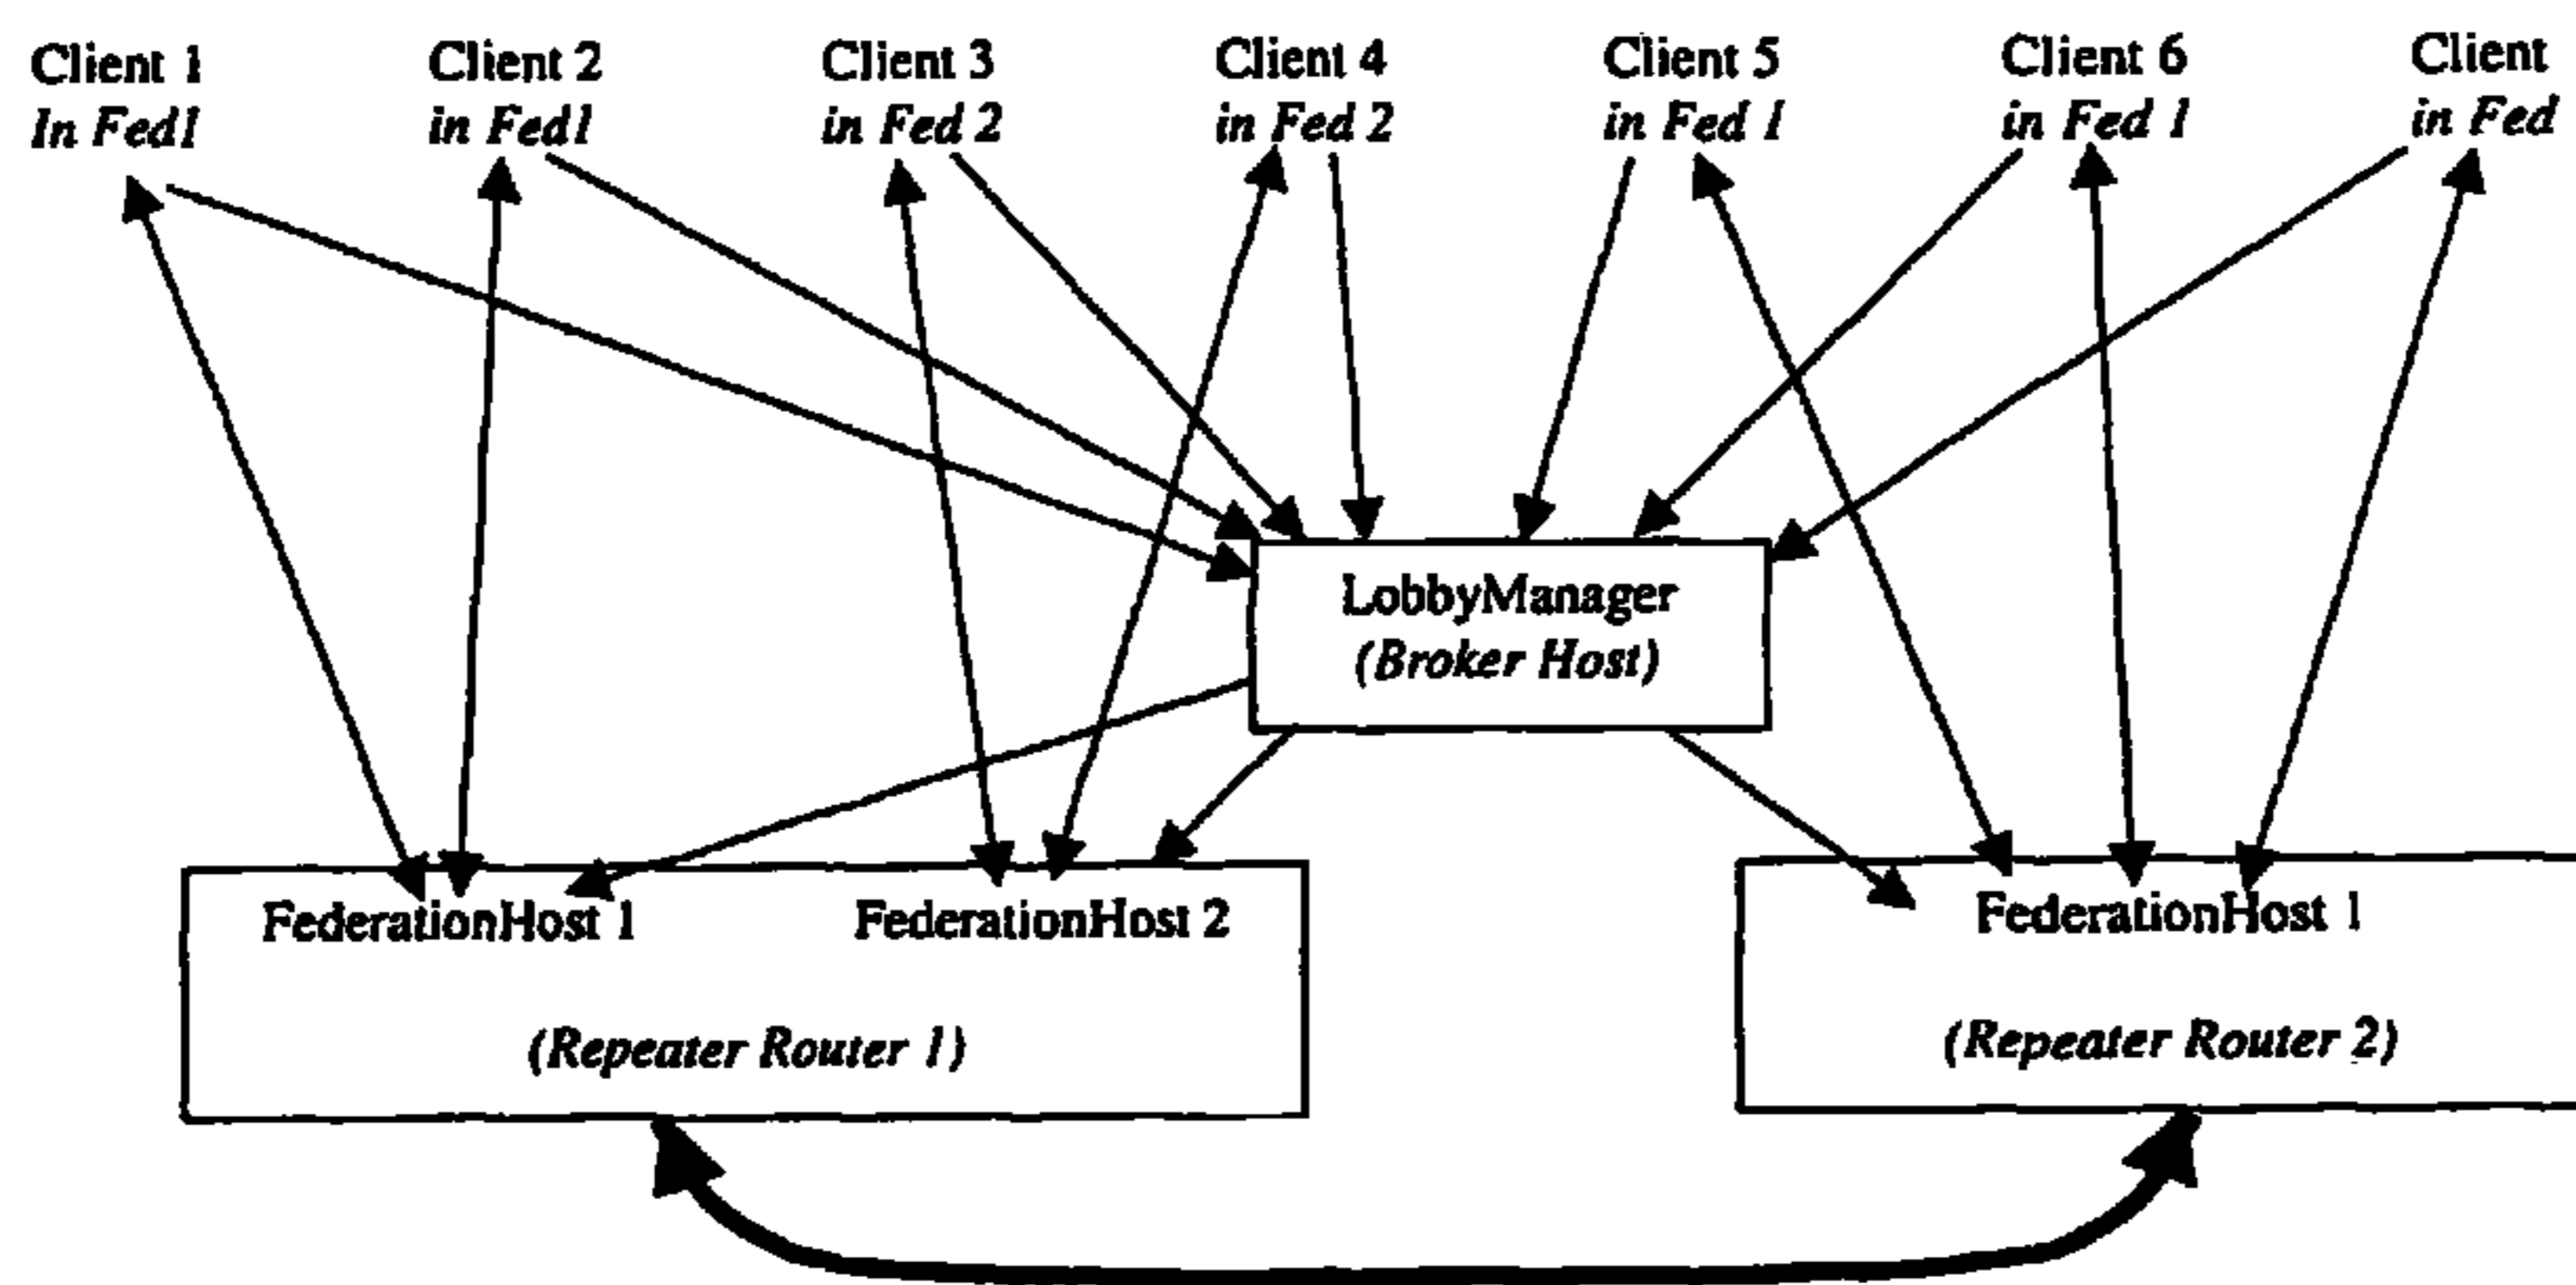 Client 1
In Fed1
Client 2
in Fed1
Client 3
in Fed 2
Client 4
in Fed 2
Client 5
in Fed 1
Client 6
in Fed 1
Client
in Fed
LobbyManager
(Broker Host)
FederationHost 1
FederationHost 2
(Repeater Router 1)
FederationHost 1
(Repeater Router 2)